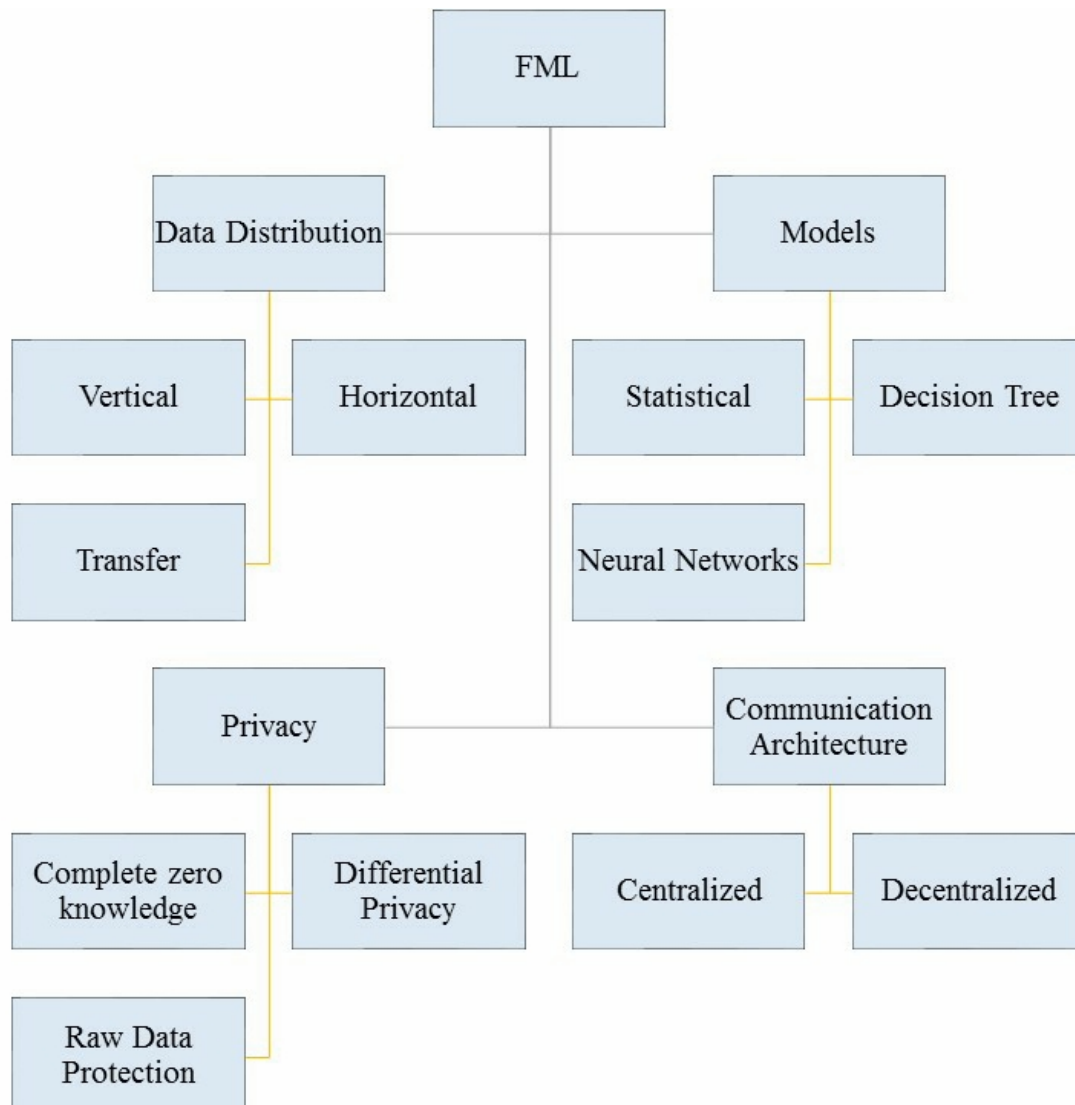 FML
Data Distribution
Models
Vertical
Horizontal
Statistical
Decision Tree
Transfer
Neural Networks
Privacy
Communication
Architecture
Complete zero
knowledge
Differential
Privacy
Centralized
Decentralized
Raw Data
Protection